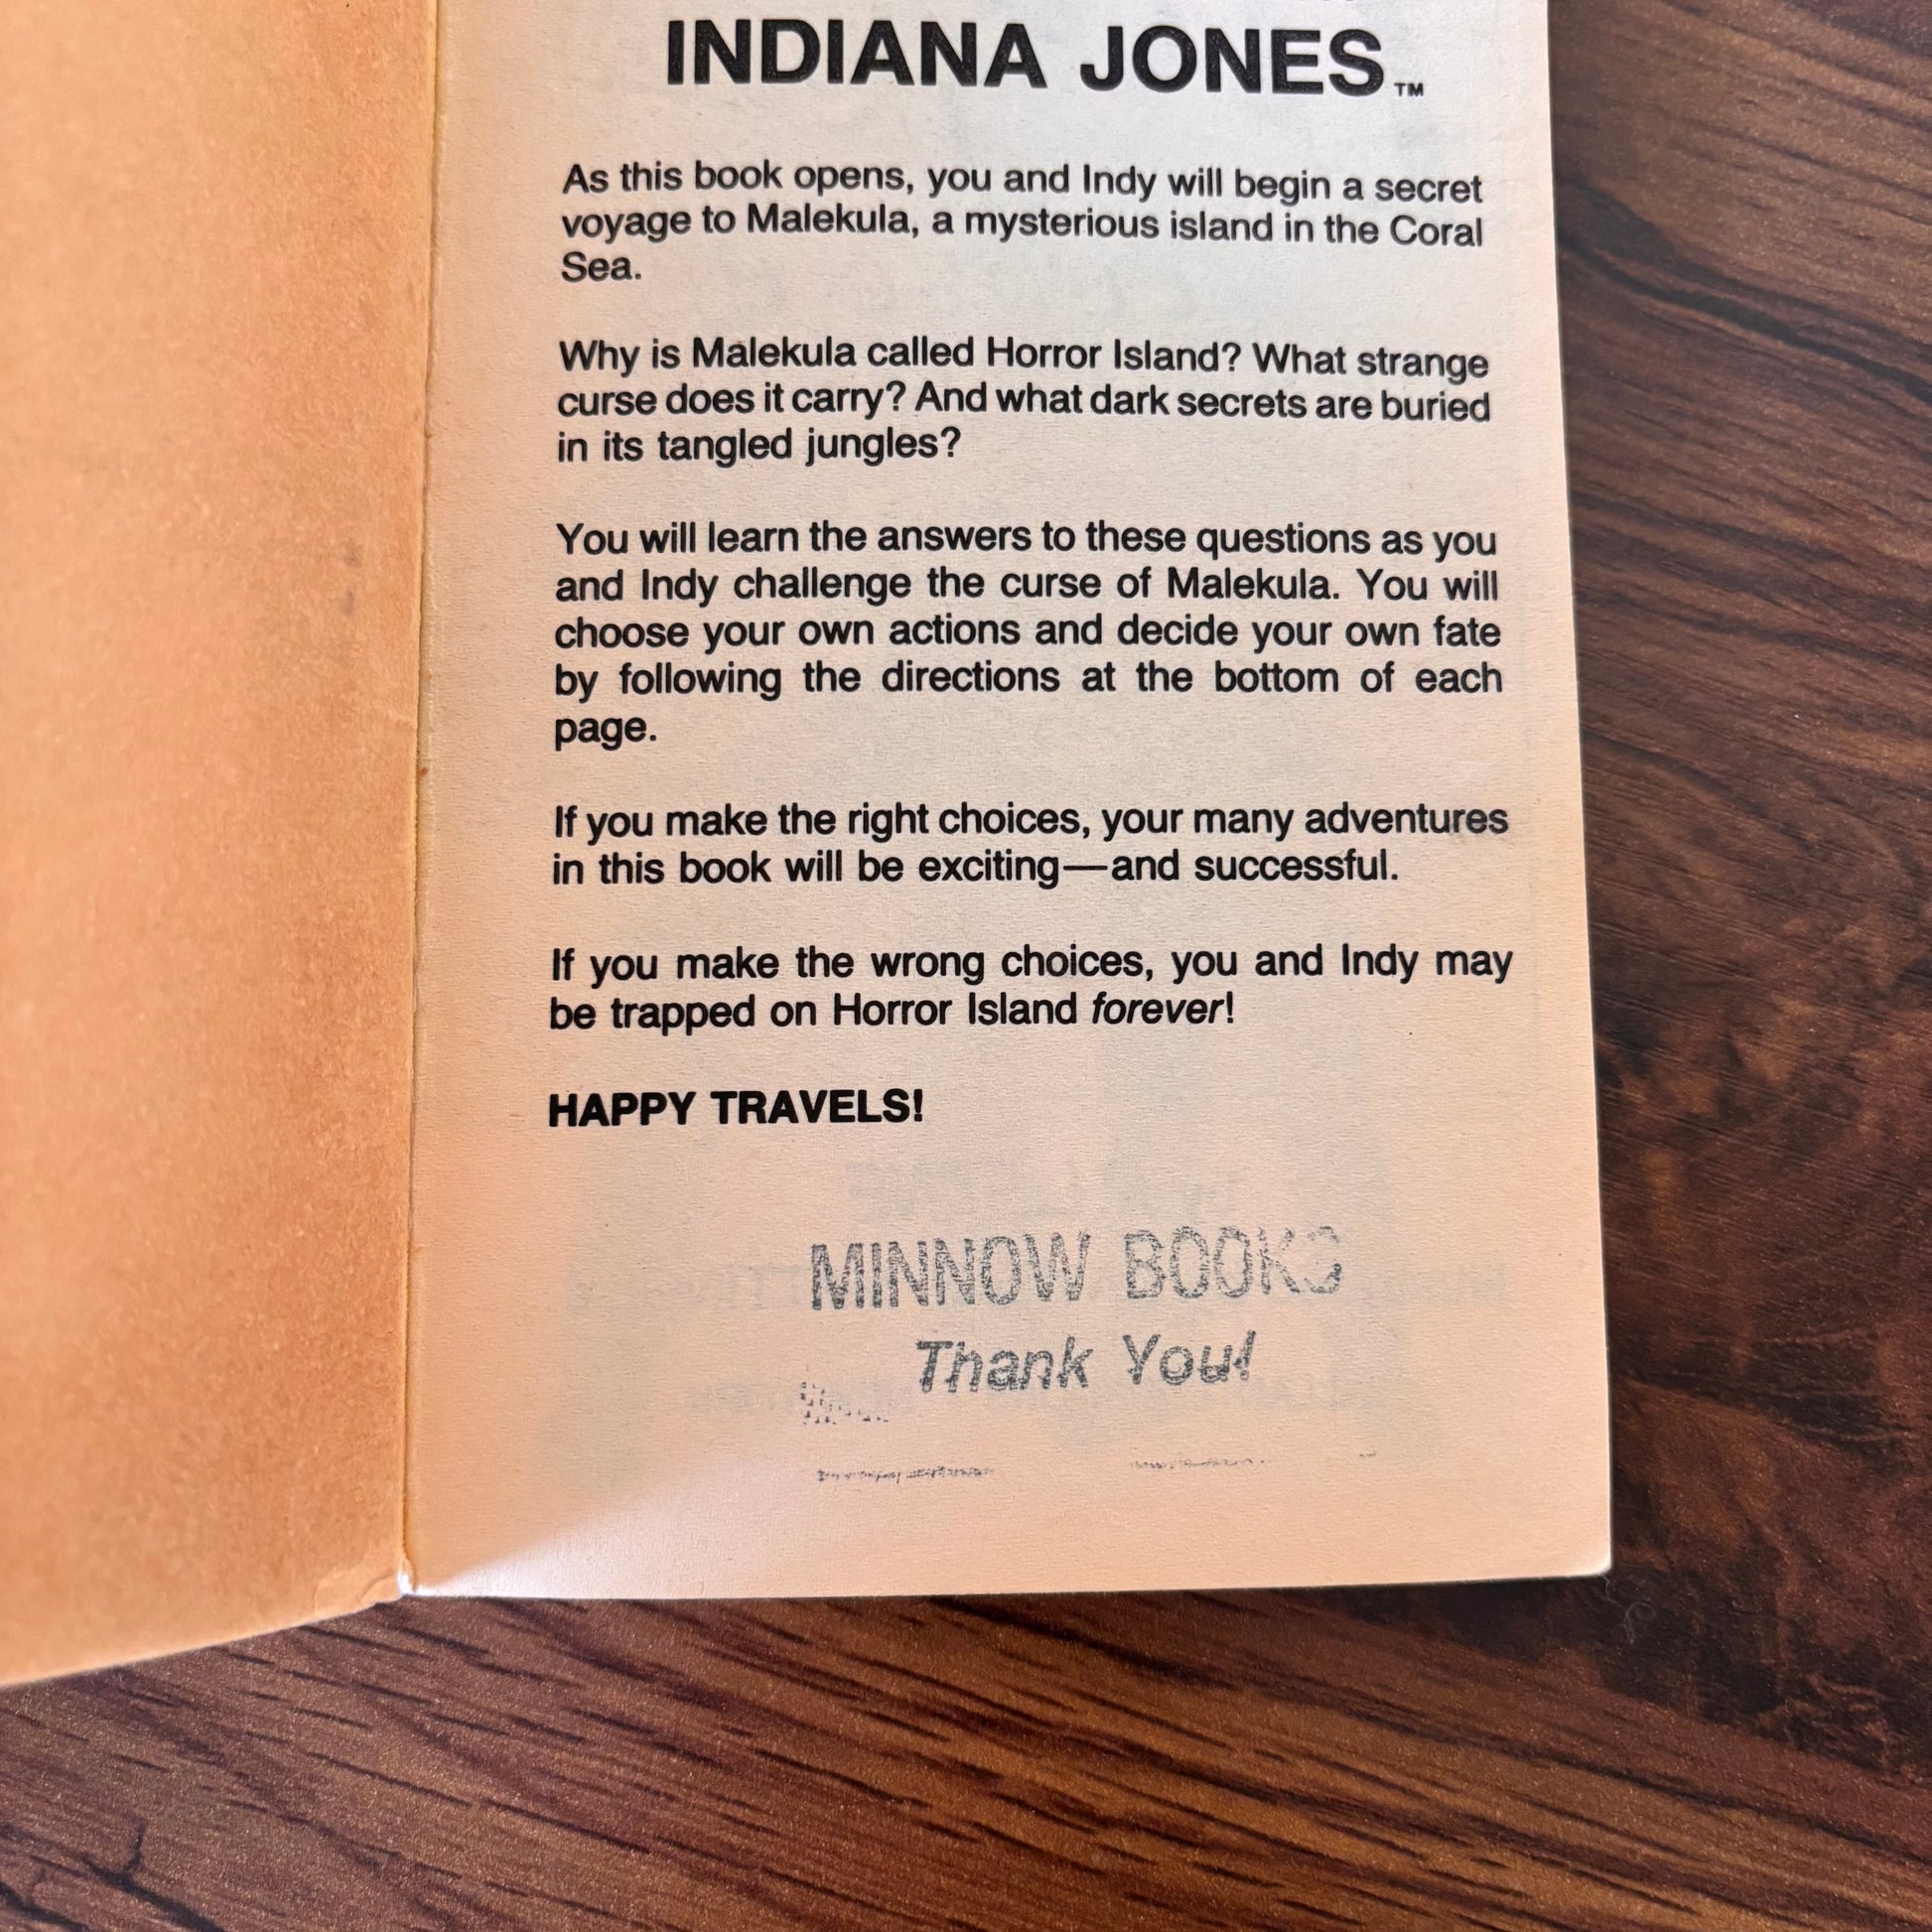 INDIANA JONES™
As this book opens, you and Indy will begin a secret
voyage to Malekula, a mysterious island in the Coral
Sea.
Why is Malekula called Horror Island? What strange
curse does it carry? And what dark secrets are buried
in its tangled jungles?
You will learn the answers to these questions as you
and Indy challenge the curse of Malekula. You will
choose your own actions and decide your own fate
by following the directions at the bottom of each
page.
If you make the right choices, your many adventures
in this book will be exciting—and successful.
If you make the wrong choices, you and Indy may
be trapped on Horror Island forever!
HAPPY TRAVELS!
MINNOW BOOKS
Thank You!